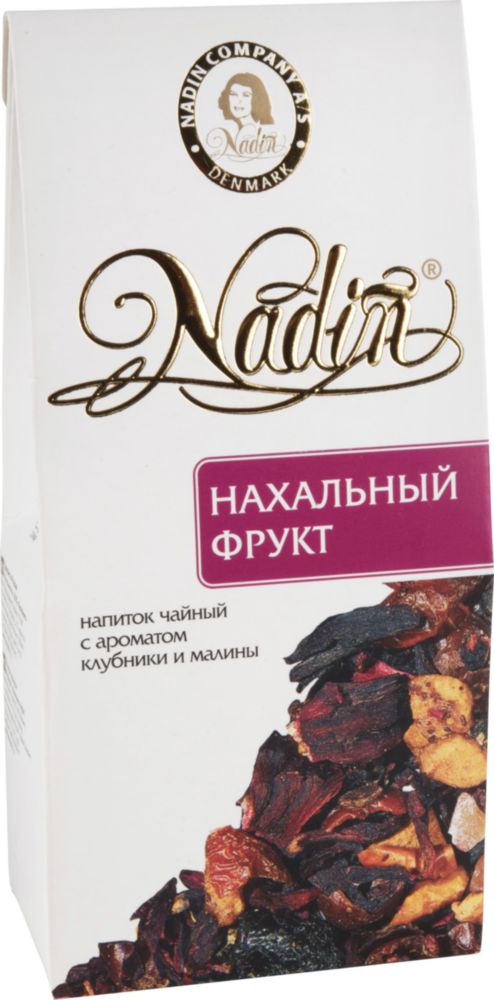 NADIN COMPANY A/S
Nadin
DENMARK
Nadin®
НАХАЛЬНЫЙ
ФРУКТ
напиток чайный
с ароматом
клубники и малины